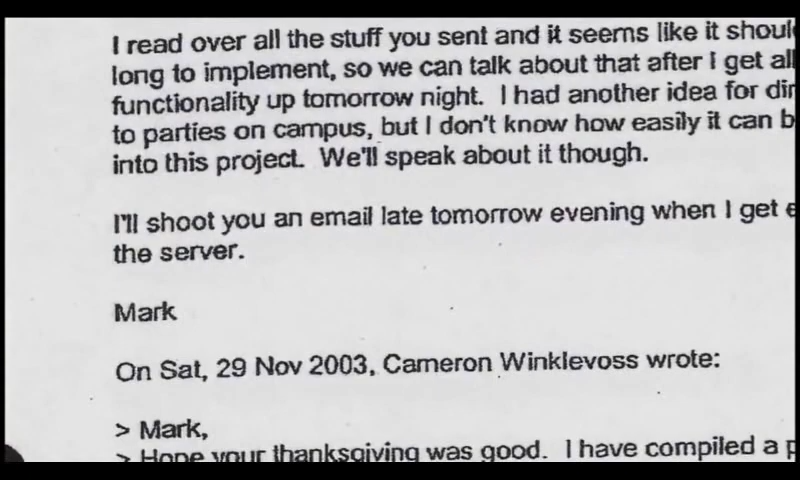 I read over all the stuff you sent and it seems like it
long to implement, so we can talk about that after I get all
functionality up tomorrow night. I had another idea for
to parties on campus, but I don't know how easily it can
into this project. We'll speak about it though.
I'll shoot you an email late tomorrow evening when I get
the server.
Mark
On Sat, 29 Nov 2003, Cameron Winklevoss wrote:
> Mark,
> Hope your thanksgiving was good. I have compiled a